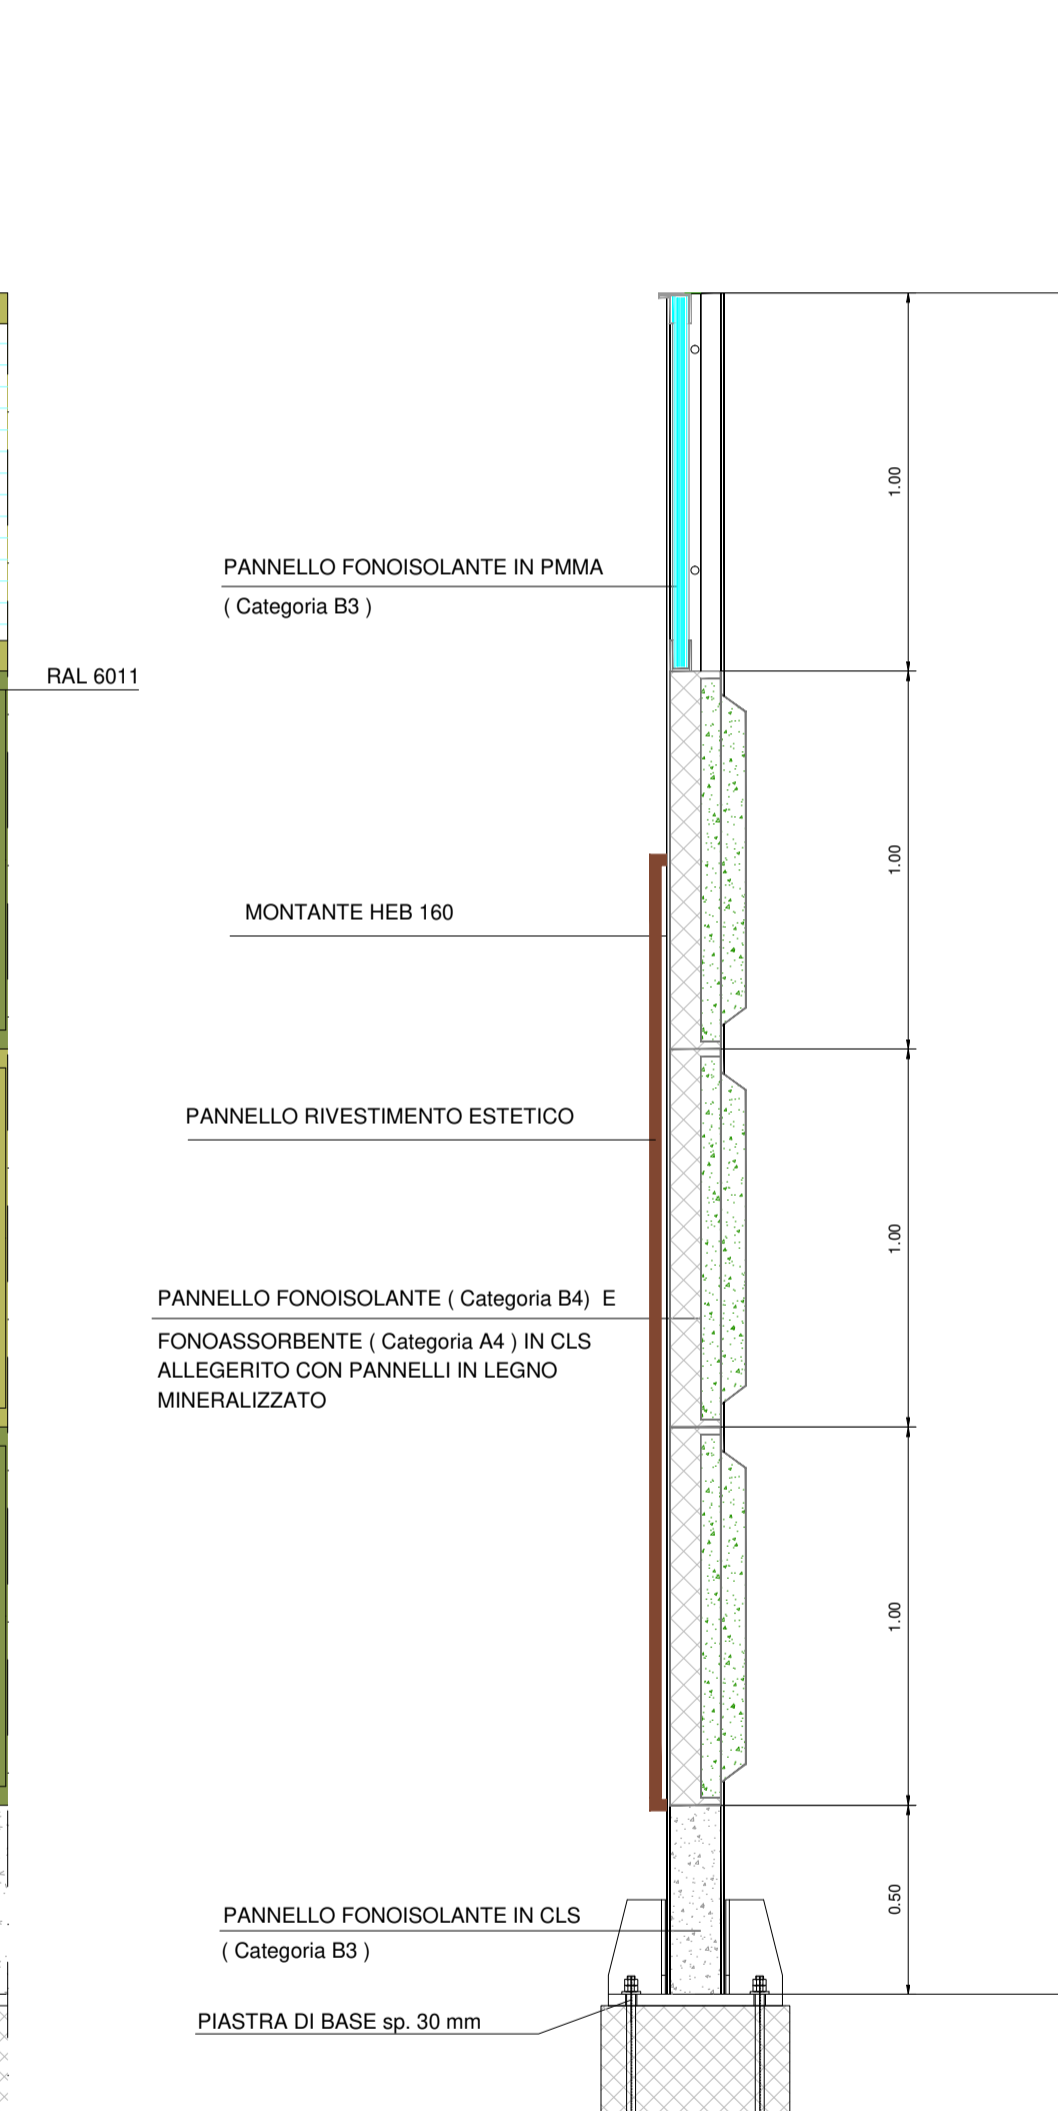 1.00
PANNELLO FONOISOLANTE IN PMMA
( Categoria B3 )
RAL 6011
1.00
MONTANTE HEB 160
PANNELLO RIVESTIMENTO ESTETICO
1.00
PANNELLO FONOISOLANTE ( Categoria B4) E
FONOASSORBENTE ( Categoria A4 ) IN CLS
ALLEGERITO CON PANNELLI IN LEGNO
MINERALIZZATO
1.00
0.50
PANNELLO FONOISOLANTE IN CLS
( Categoria B3 )
PIASTRA DI BASE sp. 30 mm